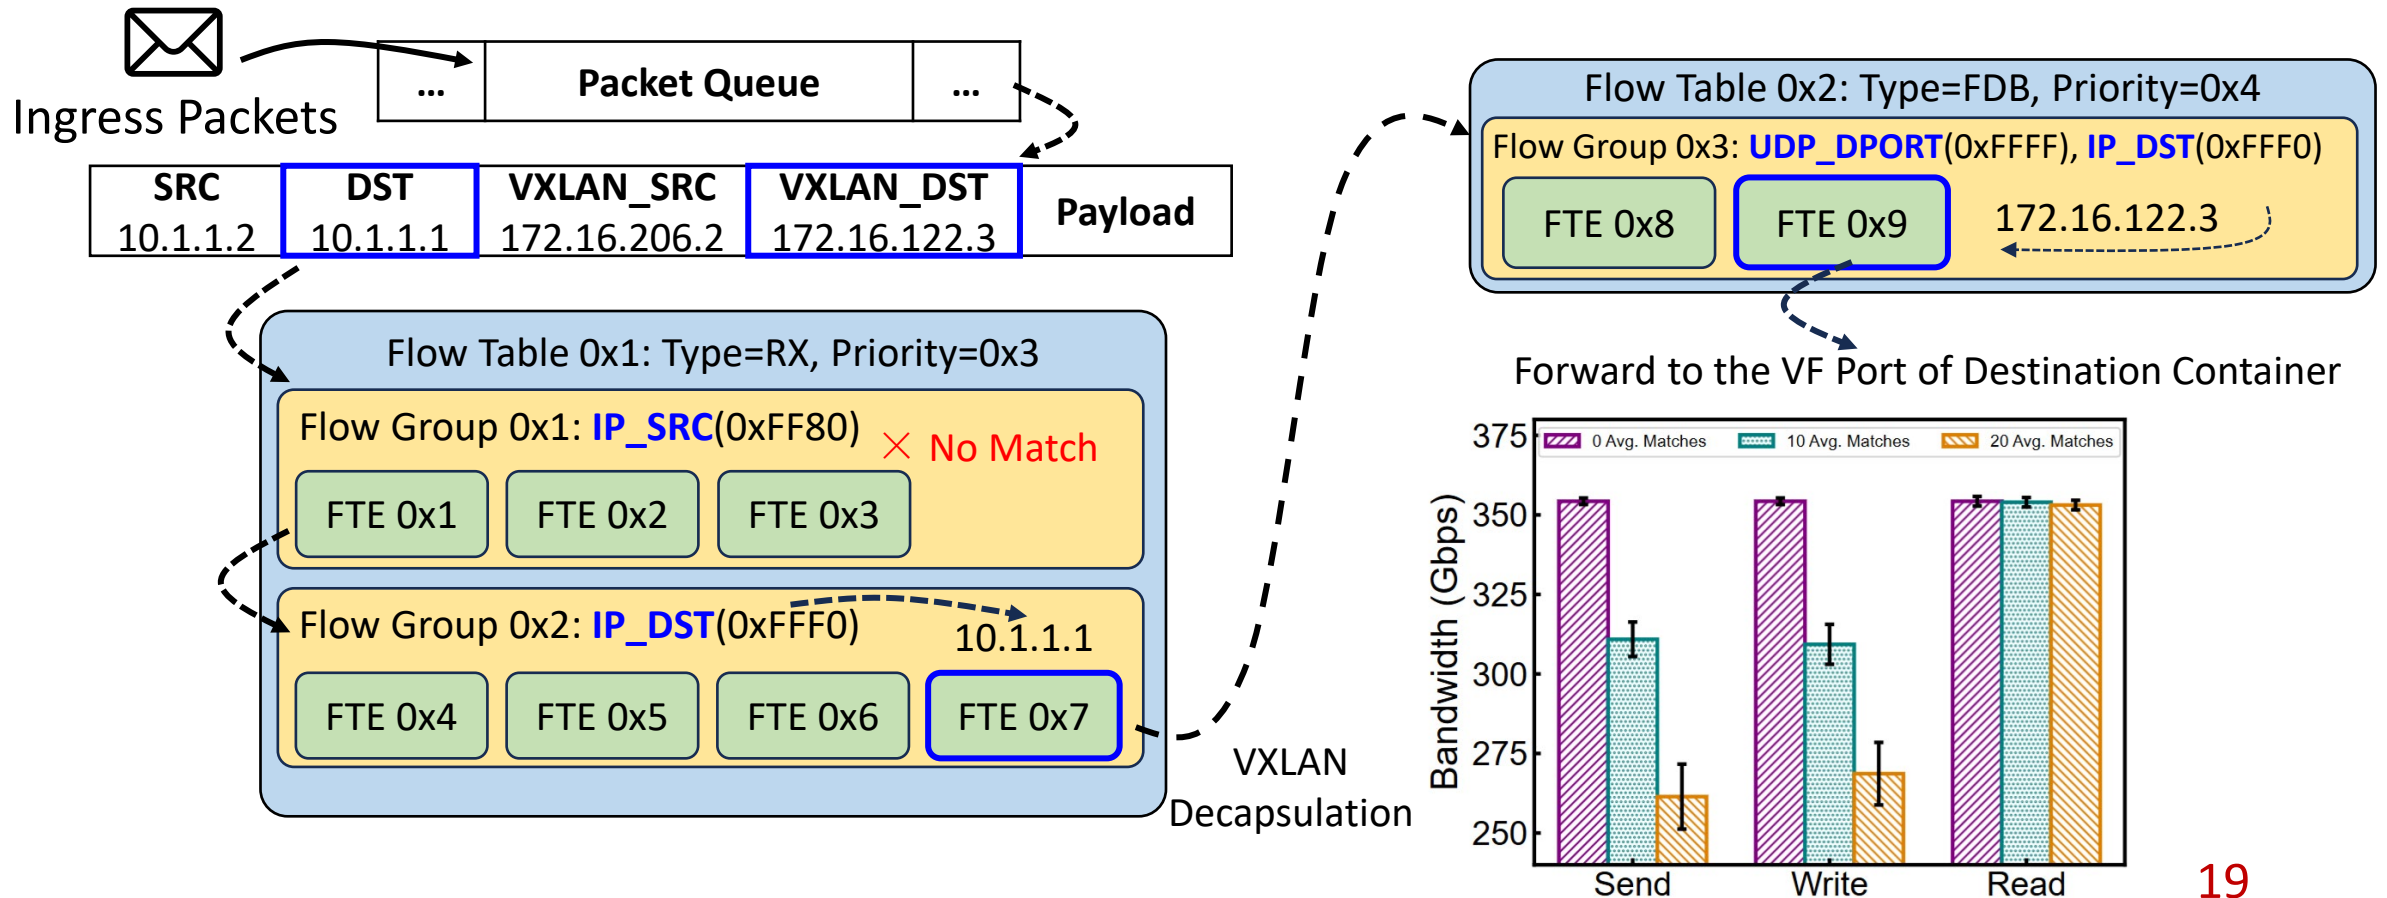 Ingress Packets
... Packet Queue ...
SRC DST VXLAN_SRC VXLAN_DST Payload
10.1.1.2 10.1.1.1 172.16.206.2 172.16.122.3
Flow Table 0x1: Type=RX, Priority=0x3
Flow Group 0x1: IP_SRC(0xFF80)
× No Match
FTE 0x1 FTE 0x2 FTE 0x3
Flow Group 0x2: IP_DST(0xFFF0)
10.1.1.1
FTE 0x4 FTE 0x5 FTE 0x6 FTE 0x7
VXLAN
Decapsulation
Flow Table 0x2: Type=FDB, Priority=0x4
Flow Group 0x3: UDP_DPORT(0xFFFF), IP_DST(0xFFF0)
FTE 0x8 FTE 0x9 172.16.122.3
Forward to the VF Port of Destination Container
0 Avg. Matches 10 Avg. Matches 20 Avg. Matches
Bandwidth (Gbps)
375
350
325
300
275
250
Send Write Read
19